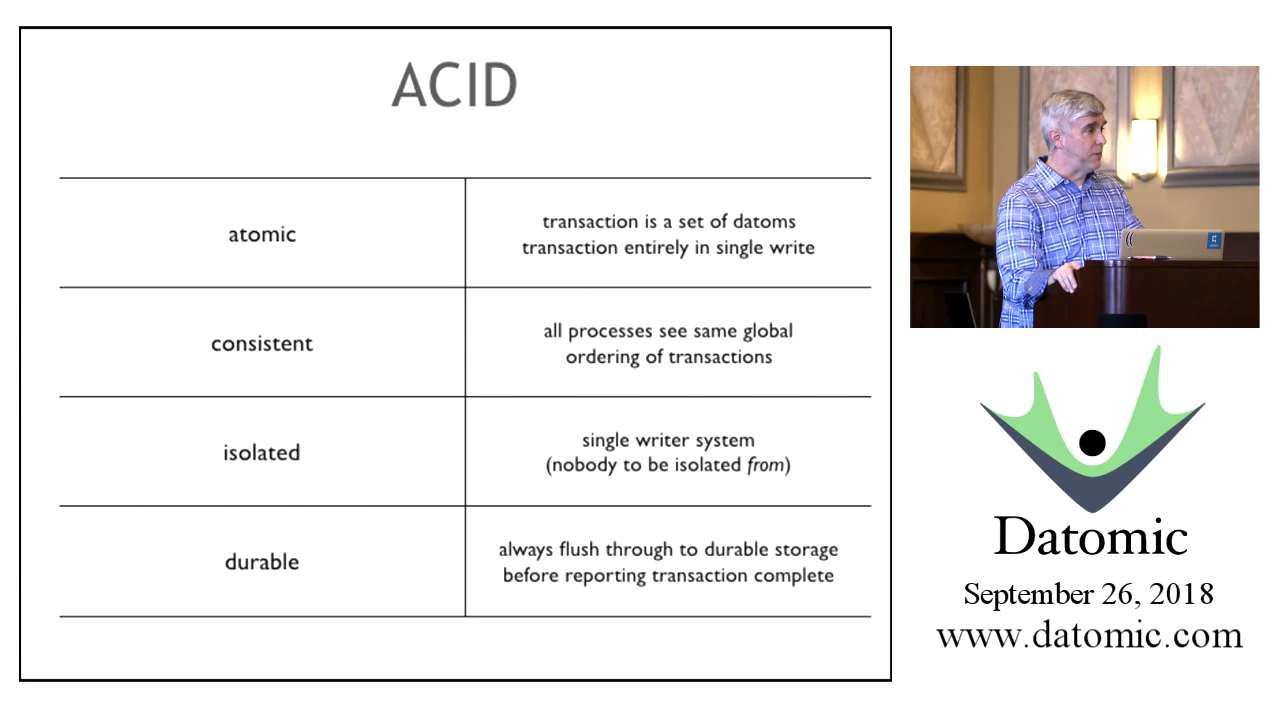 ACID
atomic
transaction is a set of datoms
transaction entirely in single write
consistent
all processes see same global
ordering of transactions
isolated
single writer system
(nobody to be isolated from)
durable
always flush through to durable storage
before reporting transaction complete
Datomic
September 26, 2018
www.datomic.com